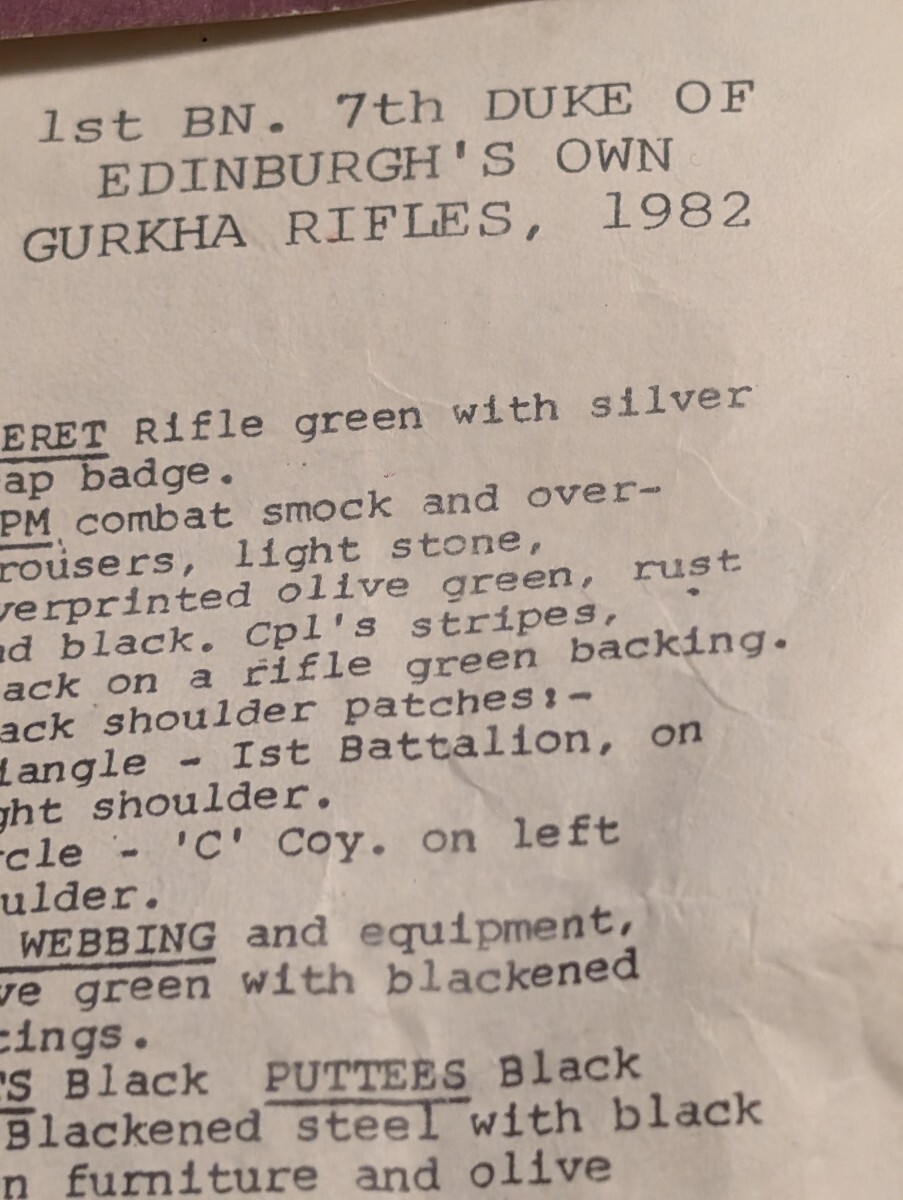 1st BN. 7th DUKE OF
EDINBURGH'S OWN
GURKHA RIFLES, 1982
ERET Rifle green with silver
ap badge.
PM combat smock and over-
rousers, light stone,
verprinted olive green, rust
nd black. Cpl's stripes,
ack on a rifle green backing.
ack shoulder patches:-
iangle - Ist Battalion, on
ght shoulder.
rcle - 'C' Coy. on left
ulder.
WEBBING and equipment,
ve green with blackened
ings.
TS Black PUTTEES Black
Blackened steel with black
n furniture and olive